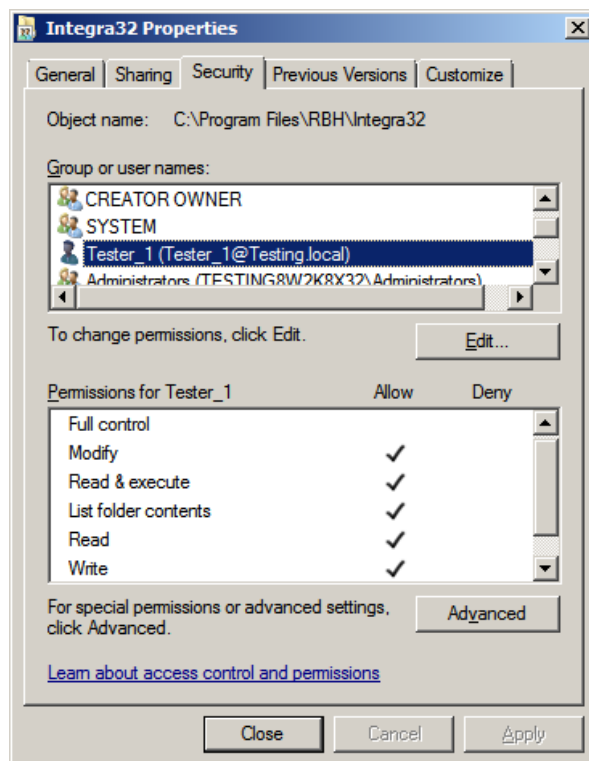 Integra32 Properties
General Sharing Security Previous Versions Customize
Object name: C:\Program Files\RBH\Integra32
Group or user names:
CREATOR OWNER
SYSTEM
Tester_1 (Tester_1@Testing.local)
Administrators (TESTING8W2K8X32\Administrators)
To change permissions, click Edit.
Edit...
Permissions for Tester_1 Allow Deny
Full control
Modify
Read & execute
List folder contents
Read
Write
For special permissions or advanced settings,
click Advanced.
Advanced
Learn about access control and permissions
Close Cancel Apply